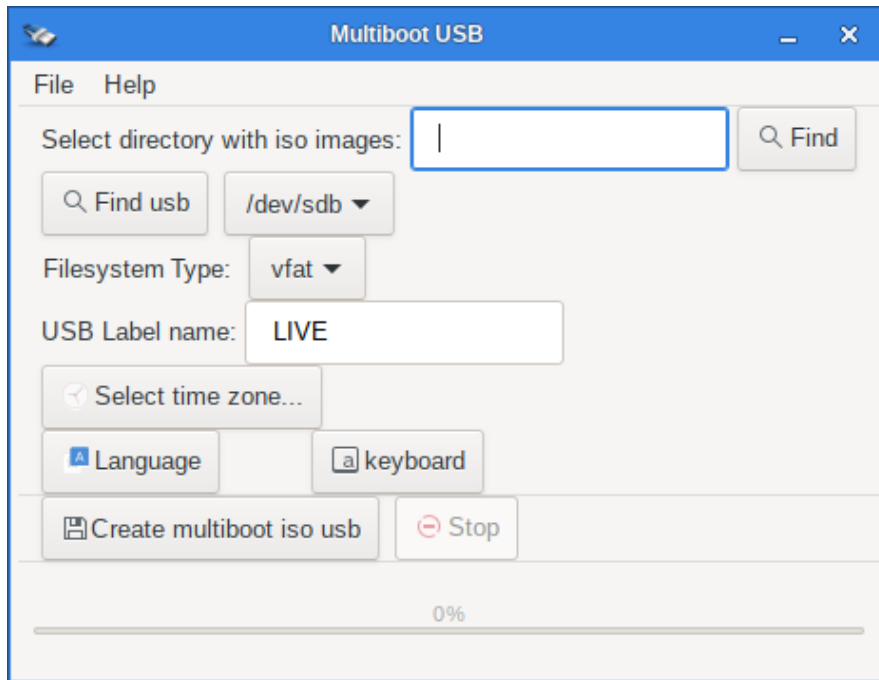 Multiboot USB
File Help
Select directory with iso images: Find
Find usb /dev/sdb
Filesystem Type: vfat
USB Label name: LIVE
Select time zone...
Language keyboard
Create multiboot iso usb Stop
0%